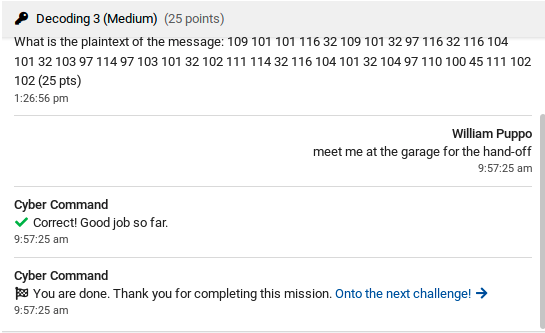 Decoding 3 (Medium) (25 points)
What is the plaintext of the message: 109 101 101 116 32 109 101 32 97 116 32 116 104
101 32 103 97 114 97 103 101 32 102 111 114 32 116 104 101 32 104 97 110 100 45 111 102
102 (25 pts)
1:26:56 pm
William Puppo
meet me at the garage for the hand-off
9:57:25 am
Cyber Command
Correct! Good job so far.
9:57:25 am
Cyber Command
You are done. Thank you for completing this mission. Onto the next challenge!
9:57:25 am